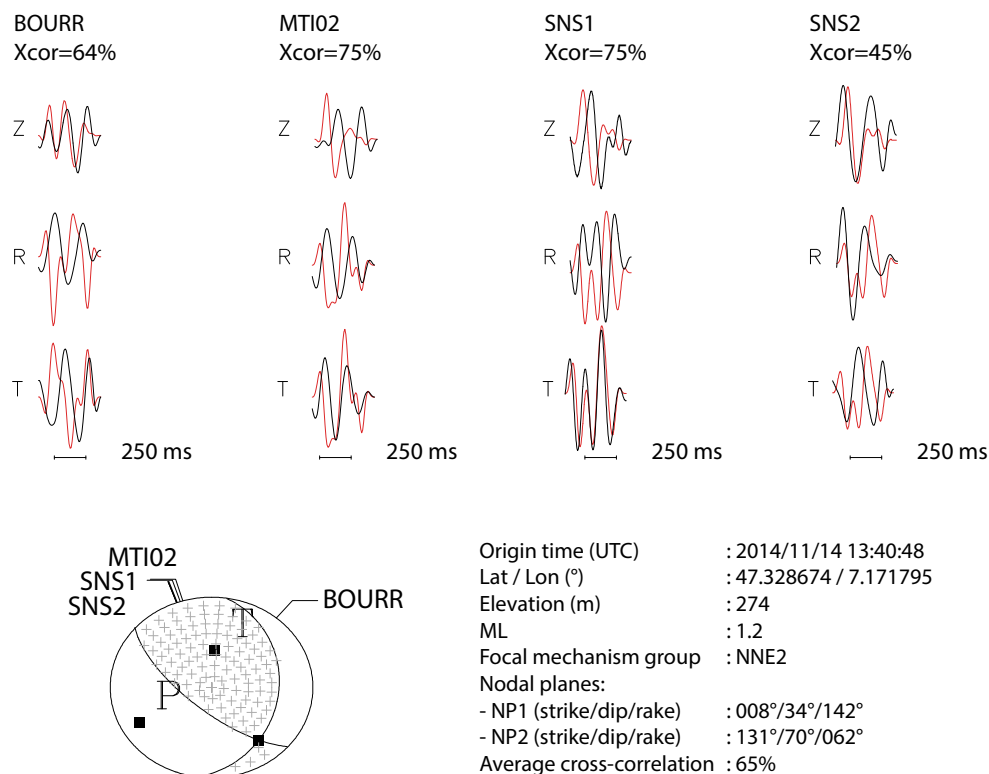 BOURR
Xcor=64%
MTI02
Xcor=75%
SNS1
Xcor=75%
SNS2
Xcor=45%
Z
Z
Z
Z
R
R
R
R
T
T
T
T
250 ms
250 ms
250 ms
250 ms
MTI02
SNS1
SNS2
BOURR
T
P
Origin time (UTC) : 2014/11/14 13:40:48
Lat / Lon (°) : 47.328674 / 7.171795
Elevation (m) : 274
ML : 1.2
Focal mechanism group : NNE2
Nodal planes:
- NP1 (strike/dip/rake) : 008°/34°/142°
- NP2 (strike/dip/rake) : 131°/70°/062°
Average cross-correlation : 65%